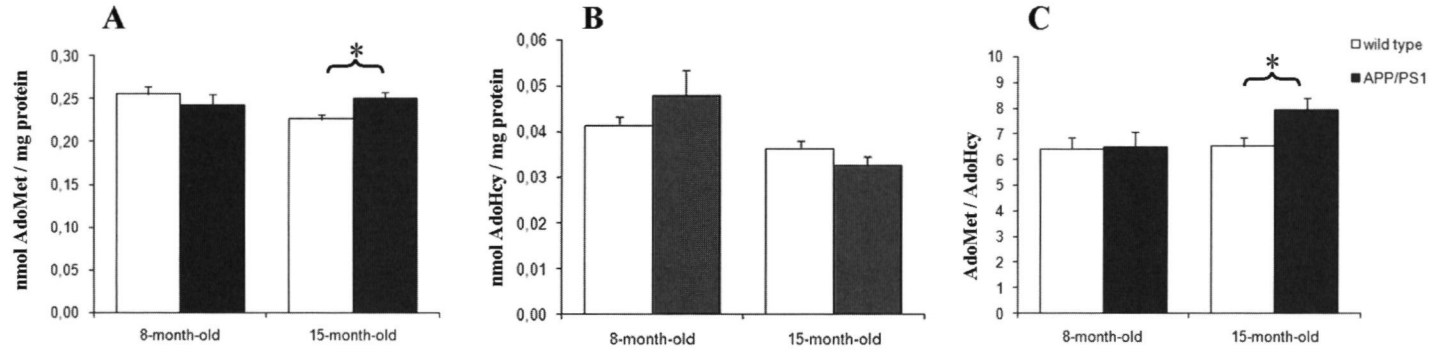 A
nmol AdoMet / mg protein
0,30
0,25
0,20
0,15
0,10
0,05
0,00
*
8-month-old
15-month-old
B
nmol AdoHcy / mg protein
0,06
0,05
0,04
0,03
0,02
0,01
0,00
8-month-old
15-month-old
C
AdoMet / AdoHcy
10
9
8
7
6
5
4
3
2
1
0
*
8-month-old
15-month-old
wild type
APP/PS1